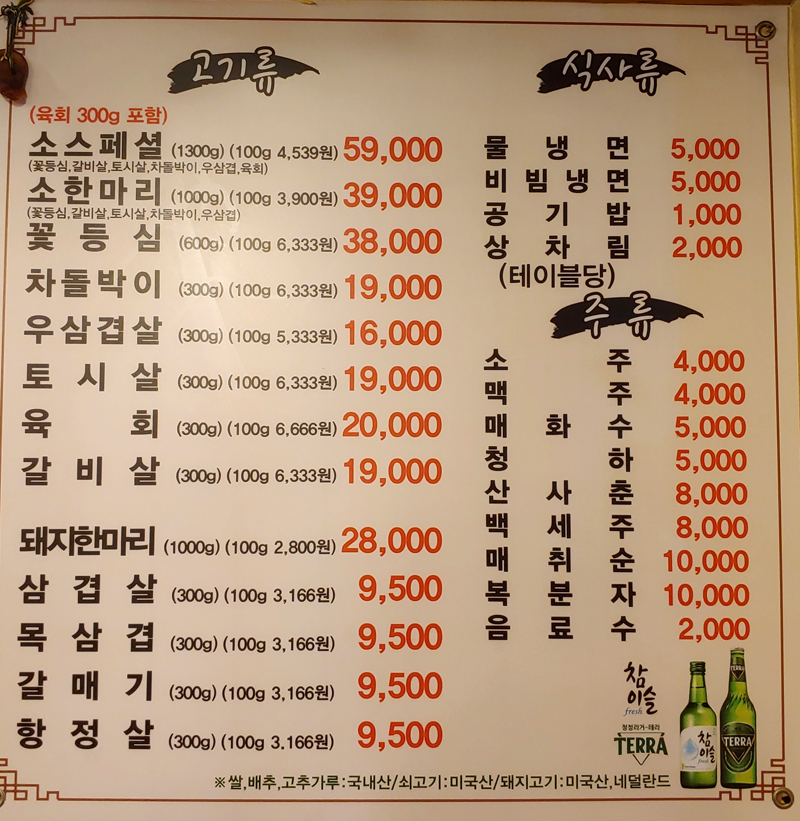 고기류
(육회 300g 포함)
소스페셜 (1300g) (100g 4,539원) 59,000
(꽃등심,갈비살,토시살,차돌박이,우삼겹,육회)
소한마리 (1000g) (100g 3,900원) 39,000
(꽃등심,갈비살,토시살,차돌박이,우삼겹)
꽃등심 (600g) (100g 6,333원) 38,000
차돌박이 (300g) (100g 6,333원) 19,000
우삼겹살 (300g) (100g 5,333원) 16,000
토시살 (300g) (100g 6,333원) 19,000
육회 (300g) (100g 6,666원) 20,000
갈비살 (300g) (100g 6,333원) 19,000
돼지한마리 (1000g) (100g 2,800원) 28,000
삼겹살 (300g) (100g 3,166원) 9,500
목삼겹 (300g) (100g 3,166원) 9,500
갈매기 (300g) (100g 3,166원) 9,500
항정살 (300g) (100g 3.166원) 9,500
식사류
물냉면 5,000
비빔냉면 5,000
공기밥 1,000
상차림 2,000
(테이블당)
주류
소주 4,000
맥주 4,000
매화수 5,000
청하 5,000
산사춘 8,000
백세주 8,000
매취순 10,000
복분자 10,000
음료수 2,000
참
이슬
fresh
청정라거-테라
TERRA
참
이슬
fresh
TERRA
TERRA
※쌀,배추,고추가루:국내산/쇠고기:미국산/돼지고기:미국산,네덜란드